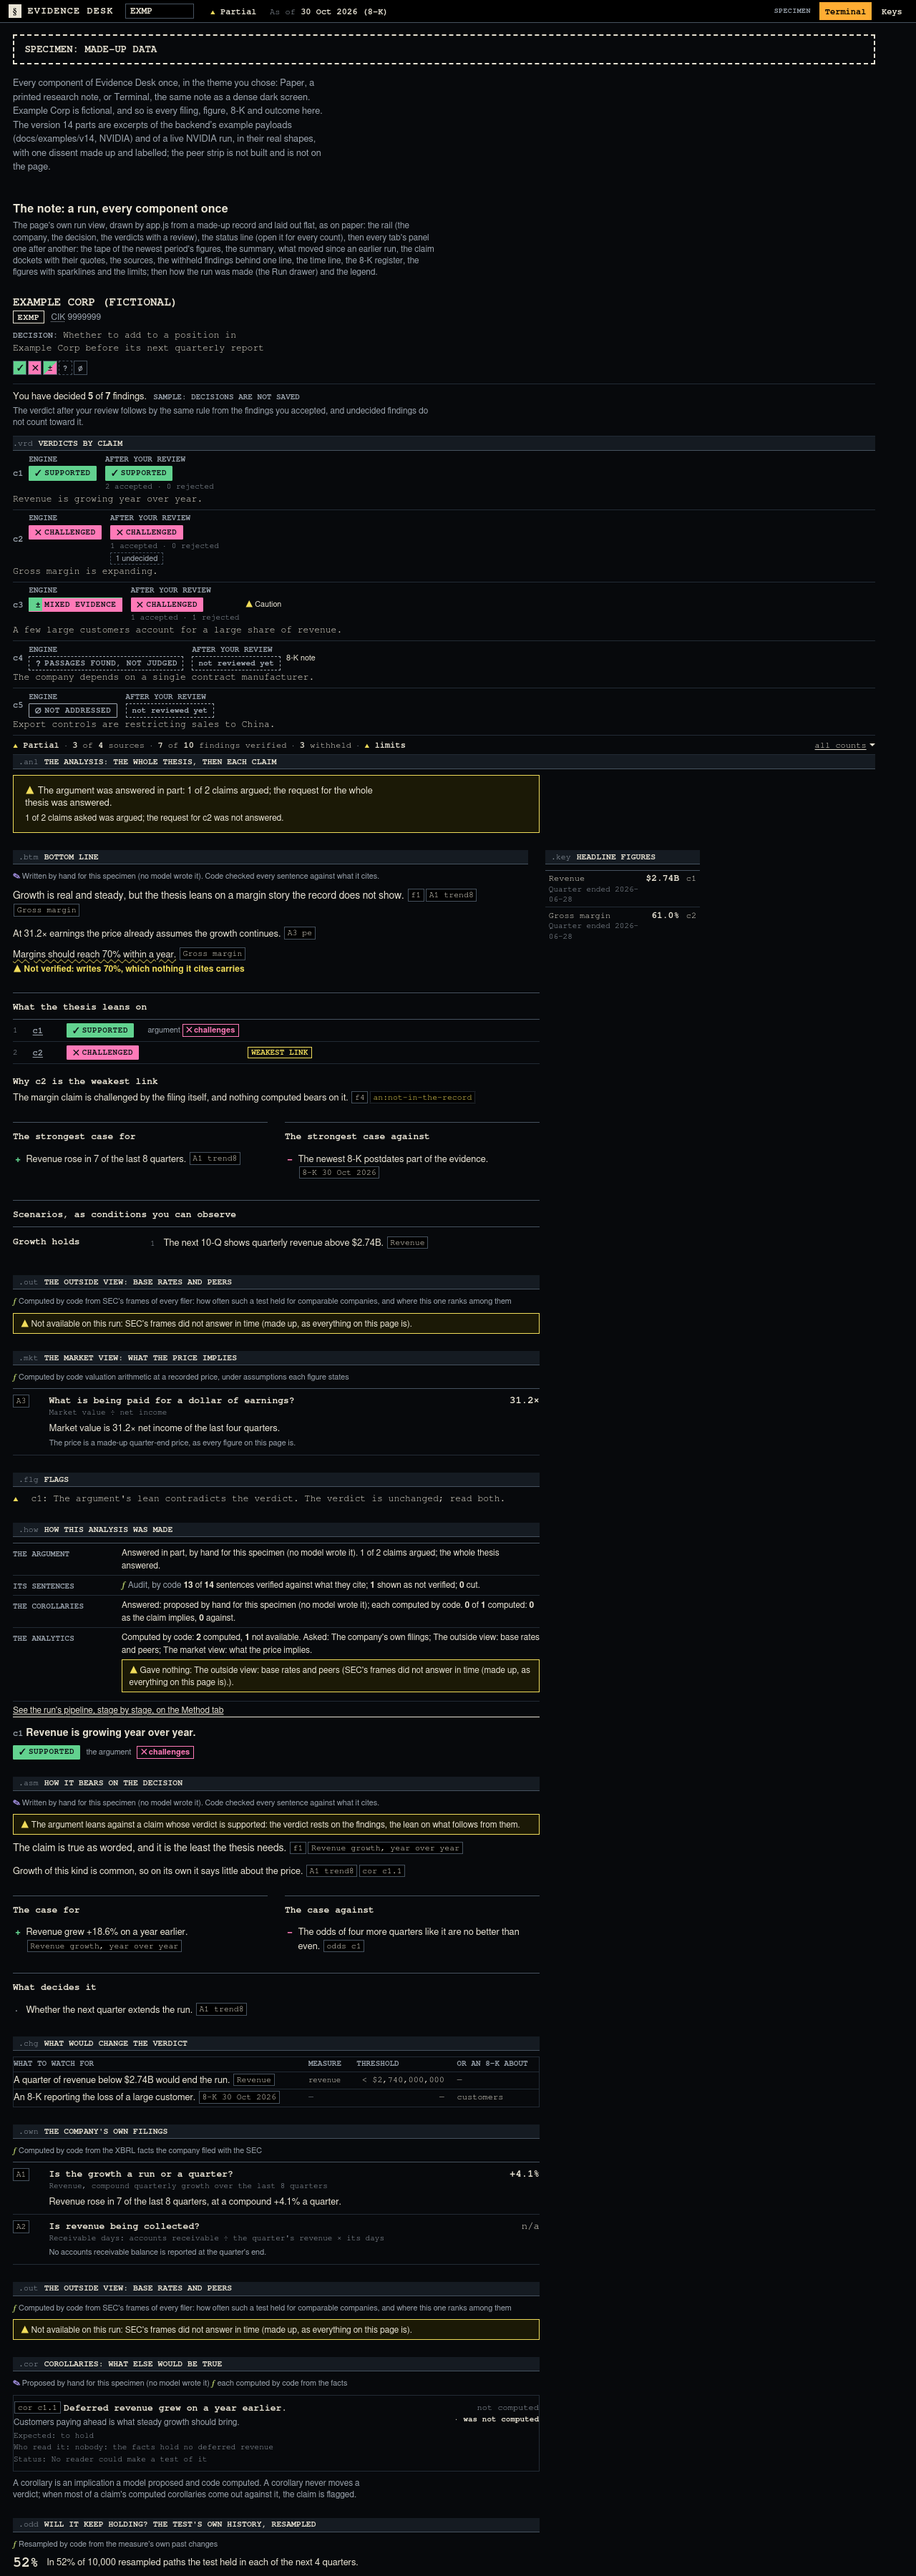 § EVIDENCE DESK EXMP ▲ Partial As of 30 Oct 2026 (8-K) SPECIMEN Terminal Keys
SPECIMEN: MADE-UP DATA
Every component of Evidence Desk once, in the theme you chose: Paper, a
printed research note, or Terminal, the same note as a dense dark screen.
Example Corp is fictional, and so is every filing, figure, 8-K and outcome here.
The version 14 parts are excerpts of the backend's example payloads
(docs/examples/v14, NVIDIA) and of a live NVIDIA run, in their real shapes,
with one dissent made up and labelled; the peer strip is not built and is not on
the page.
The note: a run, every component once
The page's own run view, drawn by app.js from a made-up record and laid out flat, as on paper: the rail (the
company, the decision, the verdicts with a review), the status line (open it for every count), then every tab's panel
one after another: the tape of the newest period's figures, the summary, what moved since an earlier run, the claim
dockets with their quotes, the sources, the withheld findings behind one line, the time line, the 8-K register, the
figures with sparklines and the limits; then how the run was made (the Run drawer) and the legend.
EXAMPLE CORP (FICTIONAL)
EXMP CIK 9999999
DECISION: Whether to add to a position in
Example Corp before its next quarterly report
✓ ✕ ± ? ∅
You have decided 5 of 7 findings. SAMPLE: DECISIONS ARE NOT SAVED
The verdict after your review follows by the same rule from the findings you accepted, and undecided findings do
not count toward it.
.vrd VERDICTS BY CLAIM
ENGINE AFTER YOUR REVIEW
c1 ✓ SUPPORTED ✓ SUPPORTED
2 accepted · 0 rejected
Revenue is growing year over year.
ENGINE AFTER YOUR REVIEW
c2 ✕ CHALLENGED ✕ CHALLENGED
1 accepted · 0 rejected
1 undecided
Gross margin is expanding.
ENGINE AFTER YOUR REVIEW
c3 ± MIXED EVIDENCE ✕ CHALLENGED ▲ Caution
1 accepted · 1 rejected
A few large customers account for a large share of revenue.
ENGINE AFTER YOUR REVIEW
c4 ? PASSAGES FOUND, NOT JUDGED not reviewed yet 8-K note
The company depends on a single contract manufacturer.
ENGINE AFTER YOUR REVIEW
c5 ∅ NOT ADDRESSED not reviewed yet
Export controls are restricting sales to China.
▲ Partial · 3 of 4 sources · 7 of 10 findings verified · 3 withheld · ▲ limits all counts
.anl THE ANALYSIS: THE WHOLE THESIS, THEN EACH CLAIM
▲ The argument was answered in part: 1 of 2 claims argued; the request for the whole
thesis was answered.
1 of 2 claims asked was argued; the request for c2 was not answered.
.btm BOTTOM LINE
✎ Written by hand for this specimen (no model wrote it). Code checked every sentence against what it cites.
Growth is real and steady, but the thesis leans on a margin story the record does not show. f1 A1 trend8
Gross margin
At 31.2× earnings the price already assumes the growth continues. A3 pe
Margins should reach 70% within a year. Gross margin
▲ Not verified: writes 70%, which nothing it cites carries
.key HEADLINE FIGURES
Revenue $2.74B c1
Quarter ended 2026-
06-28
Gross margin 61.0% c2
Quarter ended 2026-
06-28
What the thesis leans on
1 c1 ✓ SUPPORTED argument ✕ challenges
2 c2 ✕ CHALLENGED WEAKEST LINK
Why c2 is the weakest link
The margin claim is challenged by the filing itself, and nothing computed bears on it. f4 an:not-in-the-record
The strongest case for
+ Revenue rose in 7 of the last 8 quarters. A1 trend8
The strongest case against
− The newest 8-K postdates part of the evidence.
8-K 30 Oct 2026
Scenarios, as conditions you can observe
Growth holds 1 The next 10-Q shows quarterly revenue above $2.74B. Revenue
.out THE OUTSIDE VIEW: BASE RATES AND PEERS
ƒ Computed by code from SEC's frames of every filer: how often such a test held for comparable companies, and where this one ranks among them
▲ Not available on this run: SEC's frames did not answer in time (made up, as everything on this page is).
.mkt THE MARKET VIEW: WHAT THE PRICE IMPLIES
ƒ Computed by code valuation arithmetic at a recorded price, under assumptions each figure states
A3 What is being paid for a dollar of earnings? 31.2×
Market value ÷ net income
Market value is 31.2× net income of the last four quarters.
The price is a made-up quarter-end price, as every figure on this page is.
.flg FLAGS
▲ c1: The argument's lean contradicts the verdict. The verdict is unchanged; read both.
.how HOW THIS ANALYSIS WAS MADE
THE ARGUMENT Answered in part, by hand for this specimen (no model wrote it). 1 of 2 claims argued; the whole thesis
answered.
ITS SENTENCES ƒ Audit, by code 13 of 14 sentences verified against what they cite; 1 shown as not verified; 0 cut.
THE COROLLARIES Answered: proposed by hand for this specimen (no model wrote it); each computed by code. 0 of 1 computed: 0
as the claim implies, 0 against.
THE ANALYTICS Computed by code: 2 computed, 1 not available. Asked: The company's own filings; The outside view: base rates
and peers; The market view: what the price implies.
▲ Gave nothing: The outside view: base rates and peers (SEC's frames did not answer in time (made up, as
everything on this page is).).
See the run's pipeline, stage by stage, on the Method tab
c1 Revenue is growing year over year.
✓ SUPPORTED the argument ✕ challenges
.asm HOW IT BEARS ON THE DECISION
✎ Written by hand for this specimen (no model wrote it). Code checked every sentence against what it cites.
▲ The argument leans against a claim whose verdict is supported: the verdict rests on the findings, the lean on what follows from them.
The claim is true as worded, and it is the least the thesis needs. f1 Revenue growth, year over year
Growth of this kind is common, so on its own it says little about the price. A1 trend8 cor c1.1
The case for
+ Revenue grew +18.6% on a year earlier.
Revenue growth, year over year
The case against
− The odds of four more quarters like it are no better than
even. odds c1
What decides it
· Whether the next quarter extends the run. A1 trend8
.chg WHAT WOULD CHANGE THE VERDICT
WHAT TO WATCH FOR MEASURE THRESHOLD OR AN 8-K ABOUT
A quarter of revenue below $2.74B would end the run. Revenue revenue < $2,740,000,000 —
An 8-K reporting the loss of a large customer. 8-K 30 Oct 2026 — — customers
.own THE COMPANY'S OWN FILINGS
ƒ Computed by code from the XBRL facts the company filed with the SEC
A1 Is the growth a run or a quarter? +4.1%
Revenue, compound quarterly growth over the last 8 quarters
Revenue rose in 7 of the last 8 quarters, at a compound +4.1% a quarter.
A2 Is revenue being collected? n/a
Receivable days: accounts receivable ÷ the quarter's revenue × its days
No accounts receivable balance is reported at the quarter's end.
.out THE OUTSIDE VIEW: BASE RATES AND PEERS
ƒ Computed by code from SEC's frames of every filer: how often such a test held for comparable companies, and where this one ranks among them
▲ Not available on this run: SEC's frames did not answer in time (made up, as everything on this page is).
.cor COROLLARIES: WHAT ELSE WOULD BE TRUE
✎ Proposed by hand for this specimen (no model wrote it) ƒ each computed by code from the facts
cor c1.1 Deferred revenue grew on a year earlier. not computed
Customers paying ahead is what steady growth should bring. · was not computed
Expected: to hold
Who read it: nobody: the facts hold no deferred revenue
Status: No reader could make a test of it
A corollary is an implication a model proposed and code computed. A corollary never moves a
verdict; when most of a claim's computed corollaries come out against it, the claim is flagged.
.odd WILL IT KEEP HOLDING? THE TEST'S OWN HISTORY, RESAMPLED
ƒ Resampled by code from the measure's own past changes
52% In 52% of 10,000 resampled paths the test held in each of the next 4 quarters.